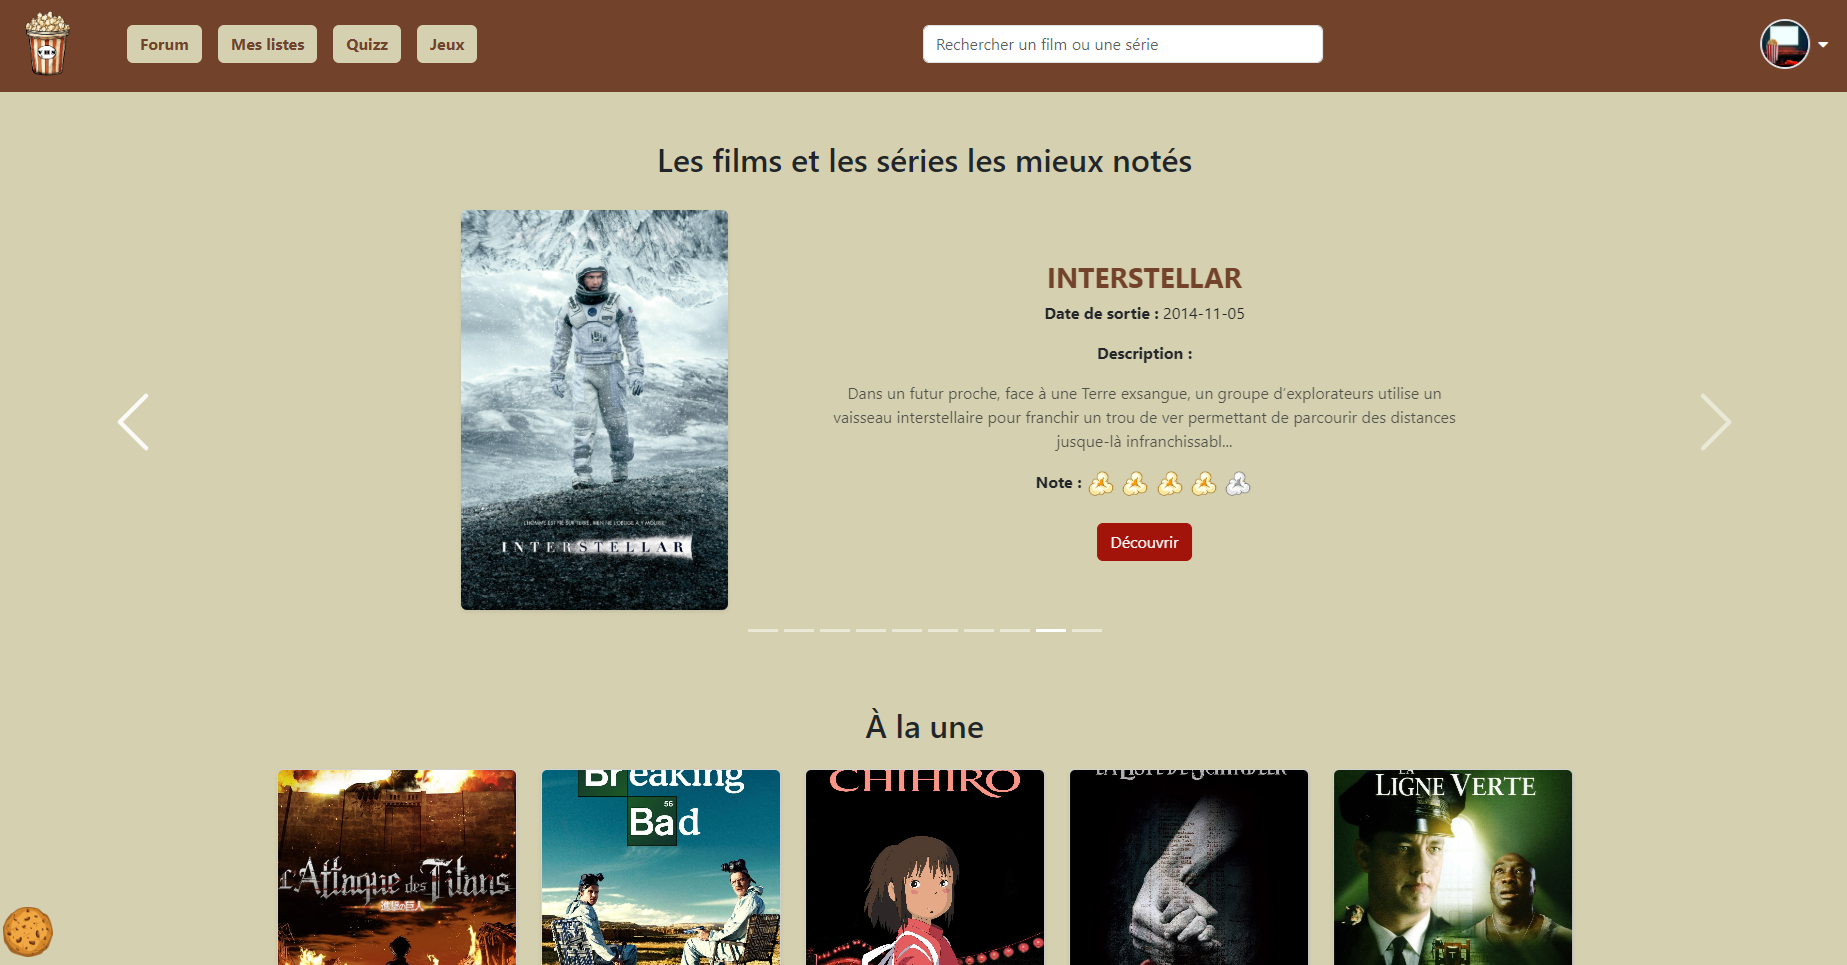 VHS
Forum
Mes listes
Quizz
Jeux
Rechercher un film ou une série
Les films et les séries les mieux notés
L'HOMME EST NÉ SUR TERRE, RIEN NE L'OBLIGE À Y MOURIR.
INTERSTELLAR
INTERSTELLAR
Date de sortie : 2014-11-05
Description :
Dans un futur proche, face à une Terre exsangue, un groupe d’explorateurs utilise un
vaisseau interstellaire pour franchir un trou de ver permettant de parcourir des distances
jusque-là infranchissabl...
Note :
Découvrir
À la une
L'Attaque des Titans
進撃の巨人
Breaking
56
Bad
CHIHIRO
LA LISTE DE SCHINDLER
LA
LIGNE VERTE